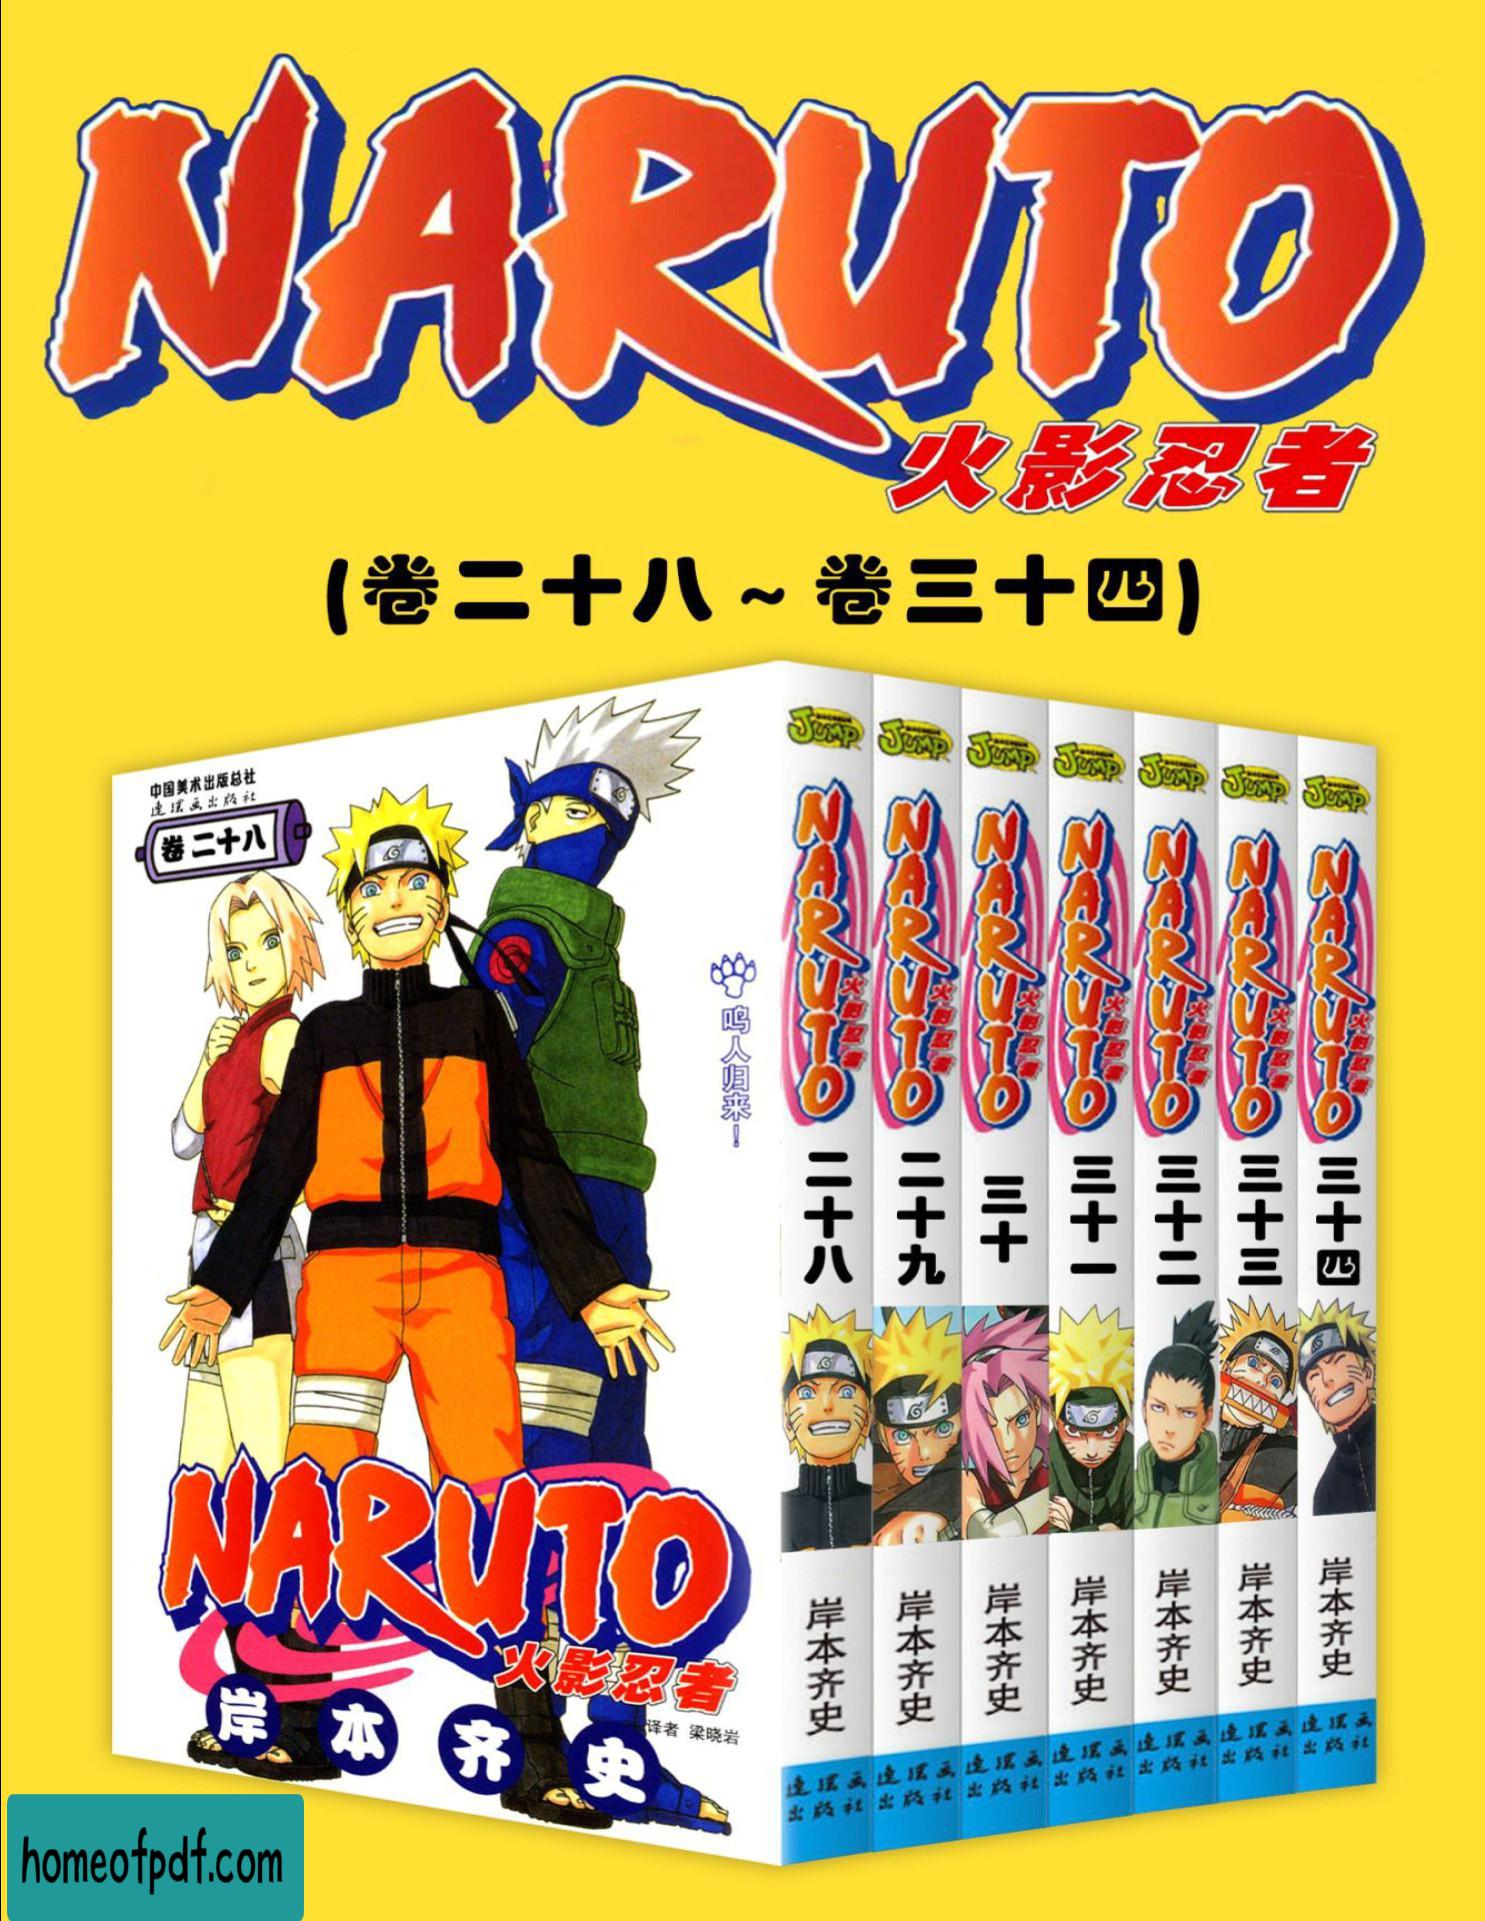 NARUTO
火影忍者
(卷二十八~卷三十四)
中国美术出版总社
连环画出版社
卷二十八
鸣人归来!
NARUTO
火影忍者
岸本齐史
译者 梁晓岩
JUMP
NARUTO
火影忍者
二十八
岸本齐史
连环画
出版社
JUMP
NARUTO
火影忍者
二十九
岸本齐史
连环画
出版社
JUMP
NARUTO
火影忍者
三十
岸本齐史
连环画
出版社
JUMP
NARUTO
火影忍者
三十一
岸本齐史
连环画
出版社
JUMP
NARUTO
火影忍者
三十二
岸本齐史
连环画
出版社
JUMP
NARUTO
火影忍者
三十三
岸本齐史
连环画
出版社
JUMP
NARUTO
火影忍者
三十四
岸本齐史
连环画
出版社
homeofpdf.com